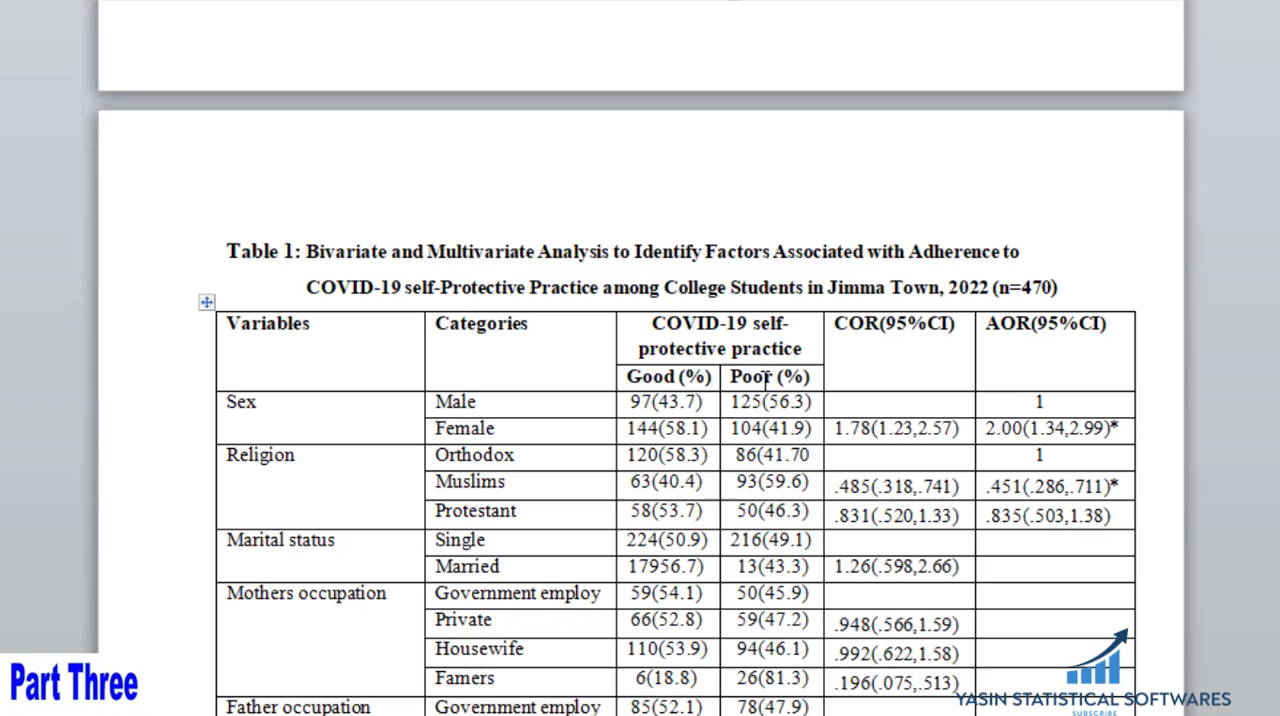 Table 1: Bivariate and Multivariate Analysis to Identify Factors Associated with Adherence to
COVID-19 self-Protective Practice among College Students in Jimma Town, 2022 (n=470)
Variables Categories COVID-19 self- COR(95%CI) AOR(95%CI)
protective practice
Good (%) Poor (%)
Sex Male 97(43.7) 125(56.3) 1
Female 144(58.1) 104(41.9) 1.78(1.23,2.57) 2.00(1.34,2.99)*
Religion Orthodox 120(58.3) 86(41.70 1
Muslims 63(40.4) 93(59.6) .485(.318,.741) .451(.286,.711)*
Protestant 58(53.7) 50(46.3) .831(.520,1.33) .835(.503,1.38)
Marital status Single 224(50.9) 216(49.1)
Married 17956.7) 13(43.3) 1.26(.598,2.66)
Mothers occupation Government employ 59(54.1) 50(45.9)
Private 66(52.8) 59(47.2) .948(.566,1.59)
Housewife 110(53.9) 94(46.1) .992(.622,1.58)
Famers 6(18.8) 26(81.3) .196(.075,.513)
Father occupation Government employ 85(52.1) 78(47.9)
Part Three
YASIN STATISTICAL SOFTWARES
SUBSCRIBE